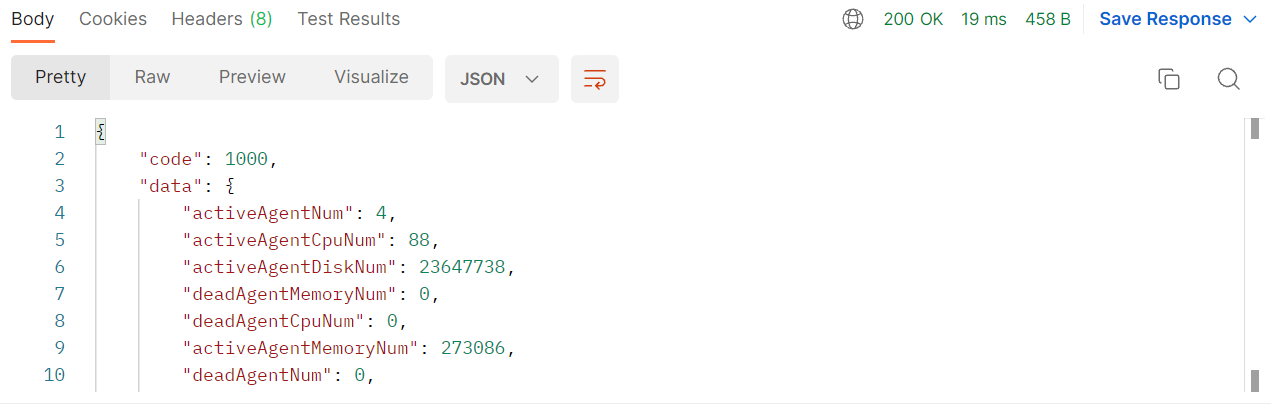 Body Cookies Headers (8) Test Results 200 OK 19 ms 458 B Save Response
Pretty Raw Preview Visualize JSON
1 {
2 "code": 1000,
3 "data": {
4 "activeAgentNum": 4,
5 "activeAgentCpuNum": 88,
6 "activeAgentDiskNum": 23647738,
7 "deadAgentMemoryNum": 0,
8 "deadAgentCpuNum": 0,
9 "activeAgentMemoryNum": 273086,
10 "deadAgentNum": 0,